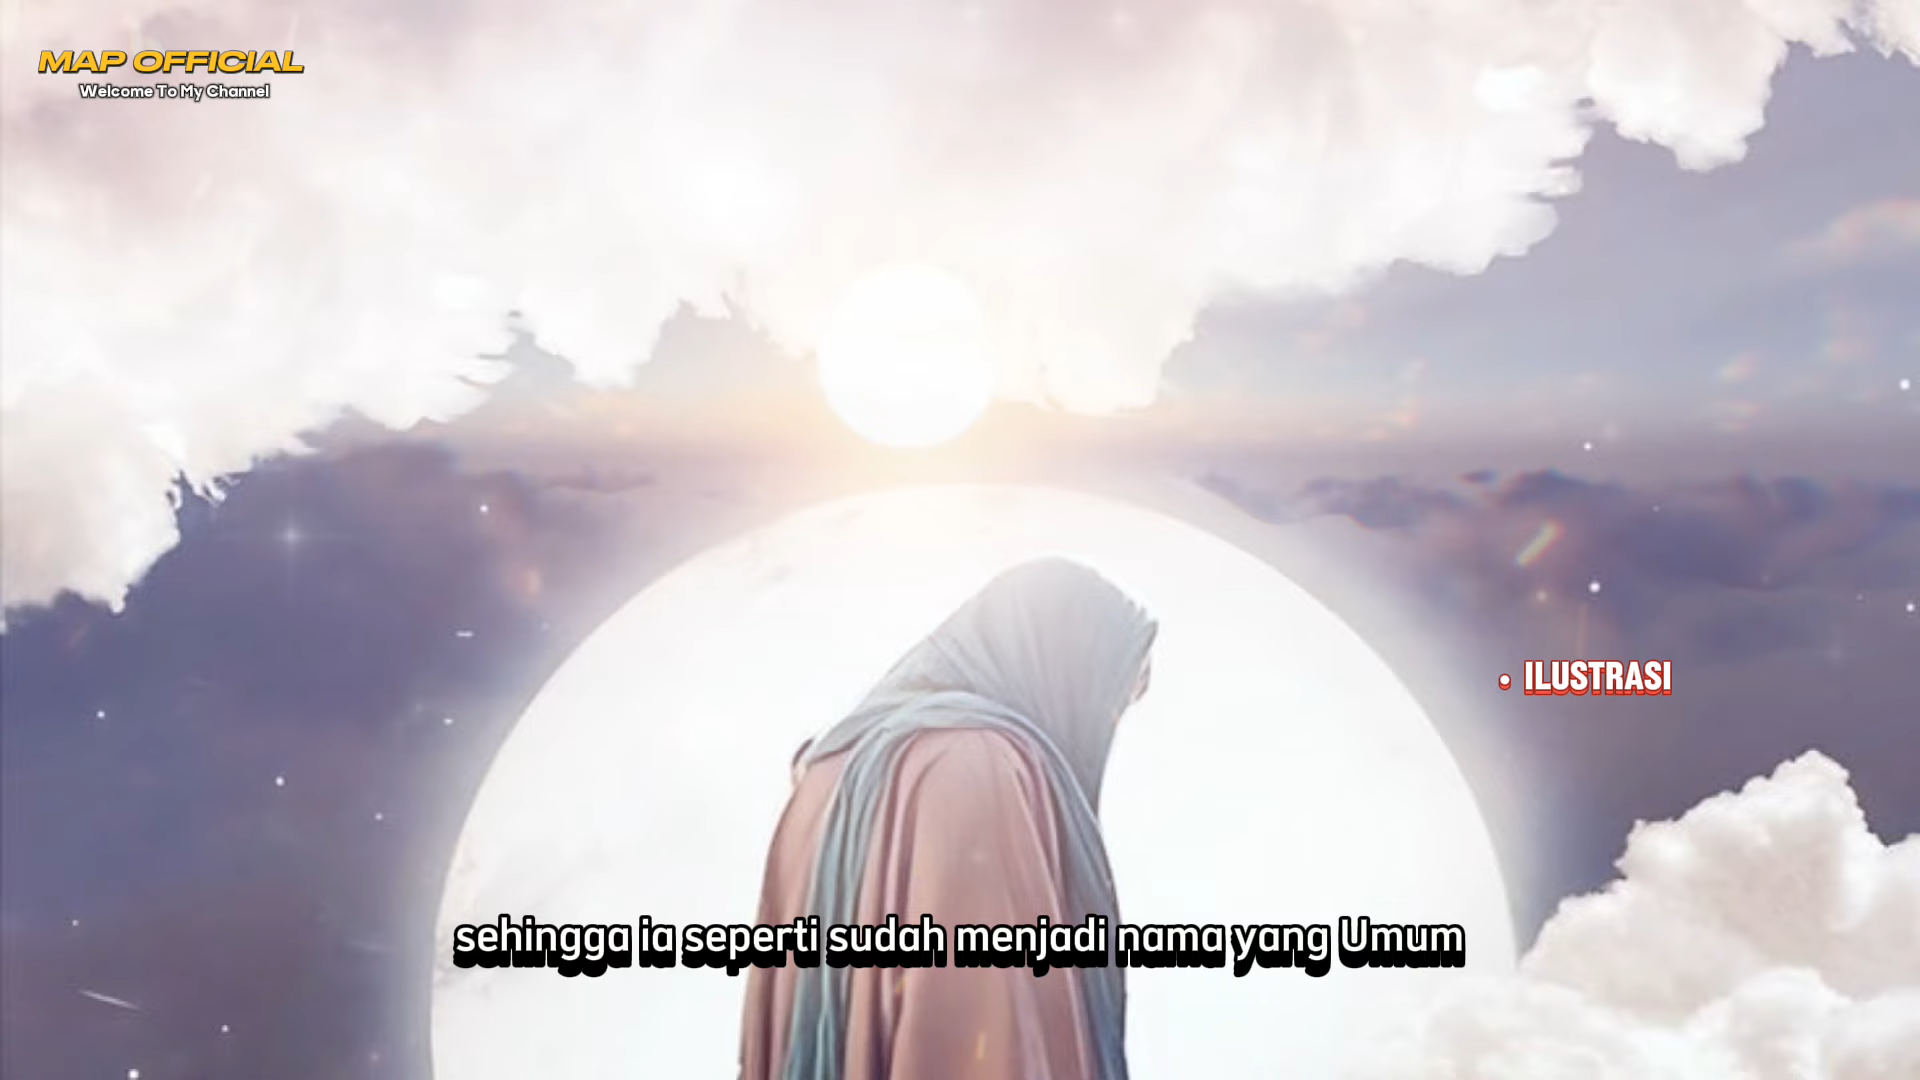 MAP OFFICIAL
Welcome To My Channel
• ILUSTRASI
sehingga ia seperti sudah menjadi nama yang Umum